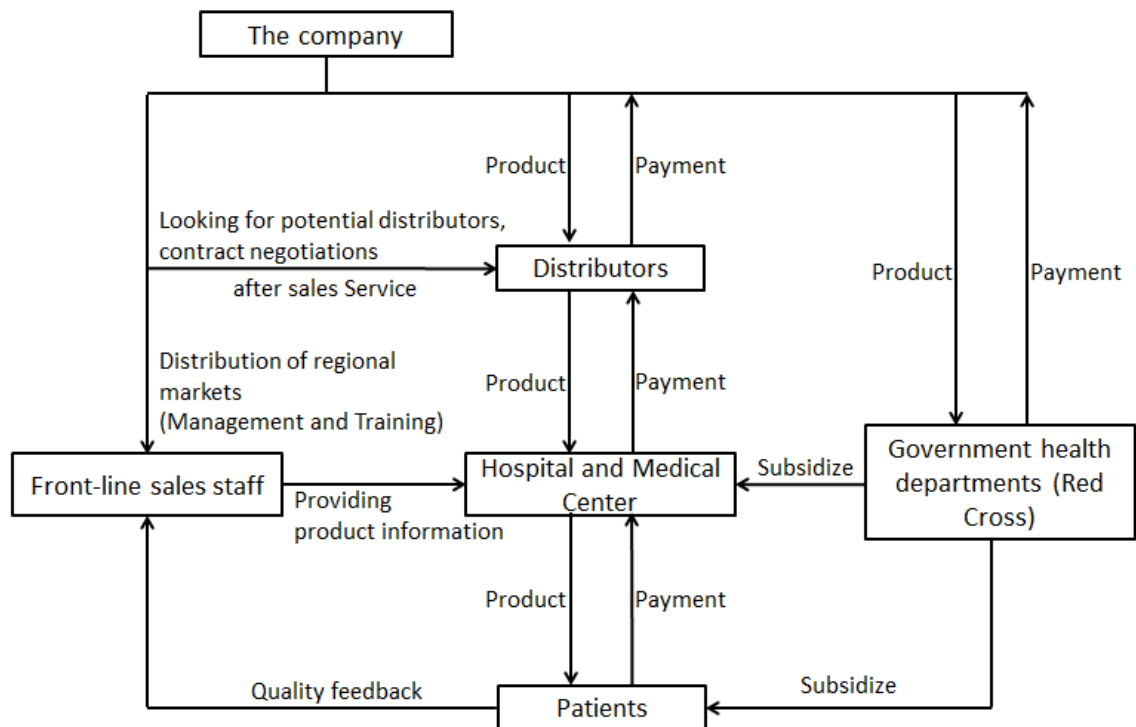 The company
Product
Payment
Looking for potential distributors,
contract negotiations
Distributors
after sales Service
Product
Payment
Distribution of regional
markets
(Management and Training)
Product
Payment
Front-line sales staff
Providing
product information
Hospital and Medical
Center
Subsidize
Government health
departments (Red
Cross)
Product
Payment
Quality feedback
Patients
Subsidize